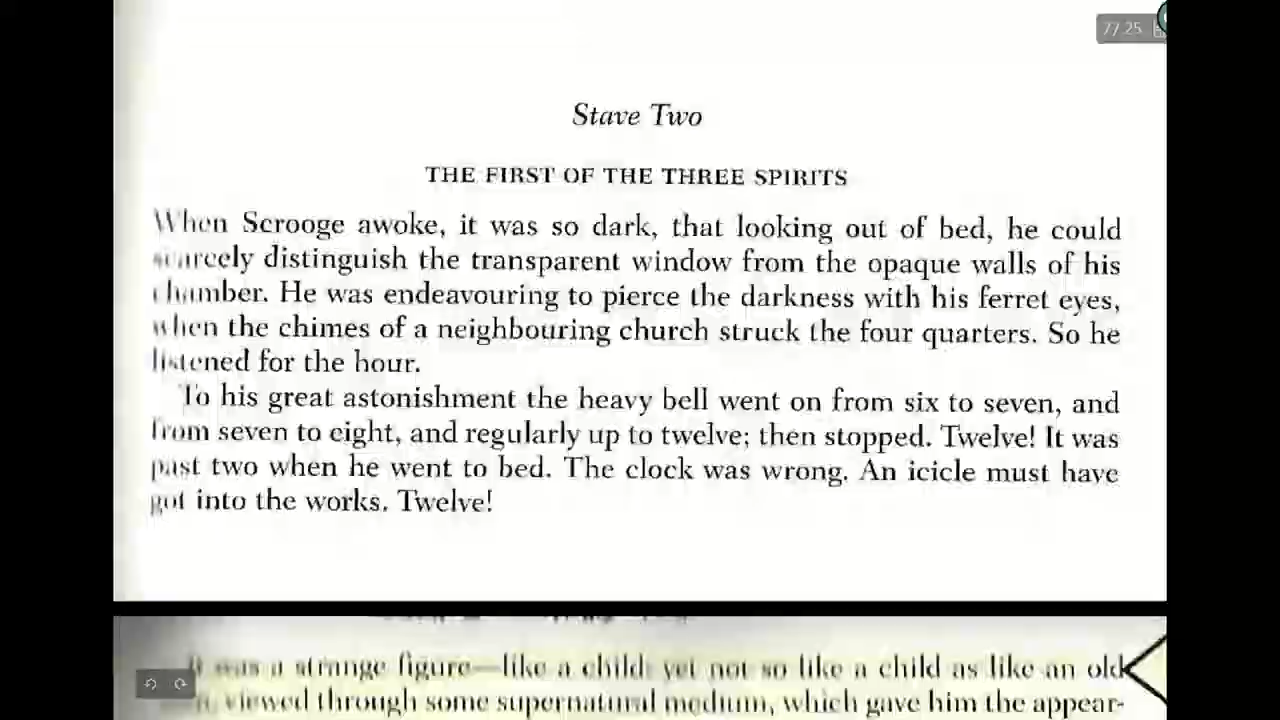 77.25
Stave Two
THE FIRST OF THE THREE SPIRITS
When Scrooge awoke, it was so dark, that looking out of bed, he could
scarcely distinguish the transparent window from the opaque walls of his
chamber. He was endeavouring to pierce the darkness with his ferret eyes,
when the chimes of a neighbouring church struck the four quarters. So he
listened for the hour.
To his great astonishment the heavy bell went on from six to seven, and
from seven to eight, and regularly up to twelve; then stopped. Twelve! It was
past two when he went to bed. The clock was wrong. An icicle must have
got into the works. Twelve!
It was a strange figure—like a child: yet not so like a child as like an old
viewed through some supernatural medium, which gave him the appear-